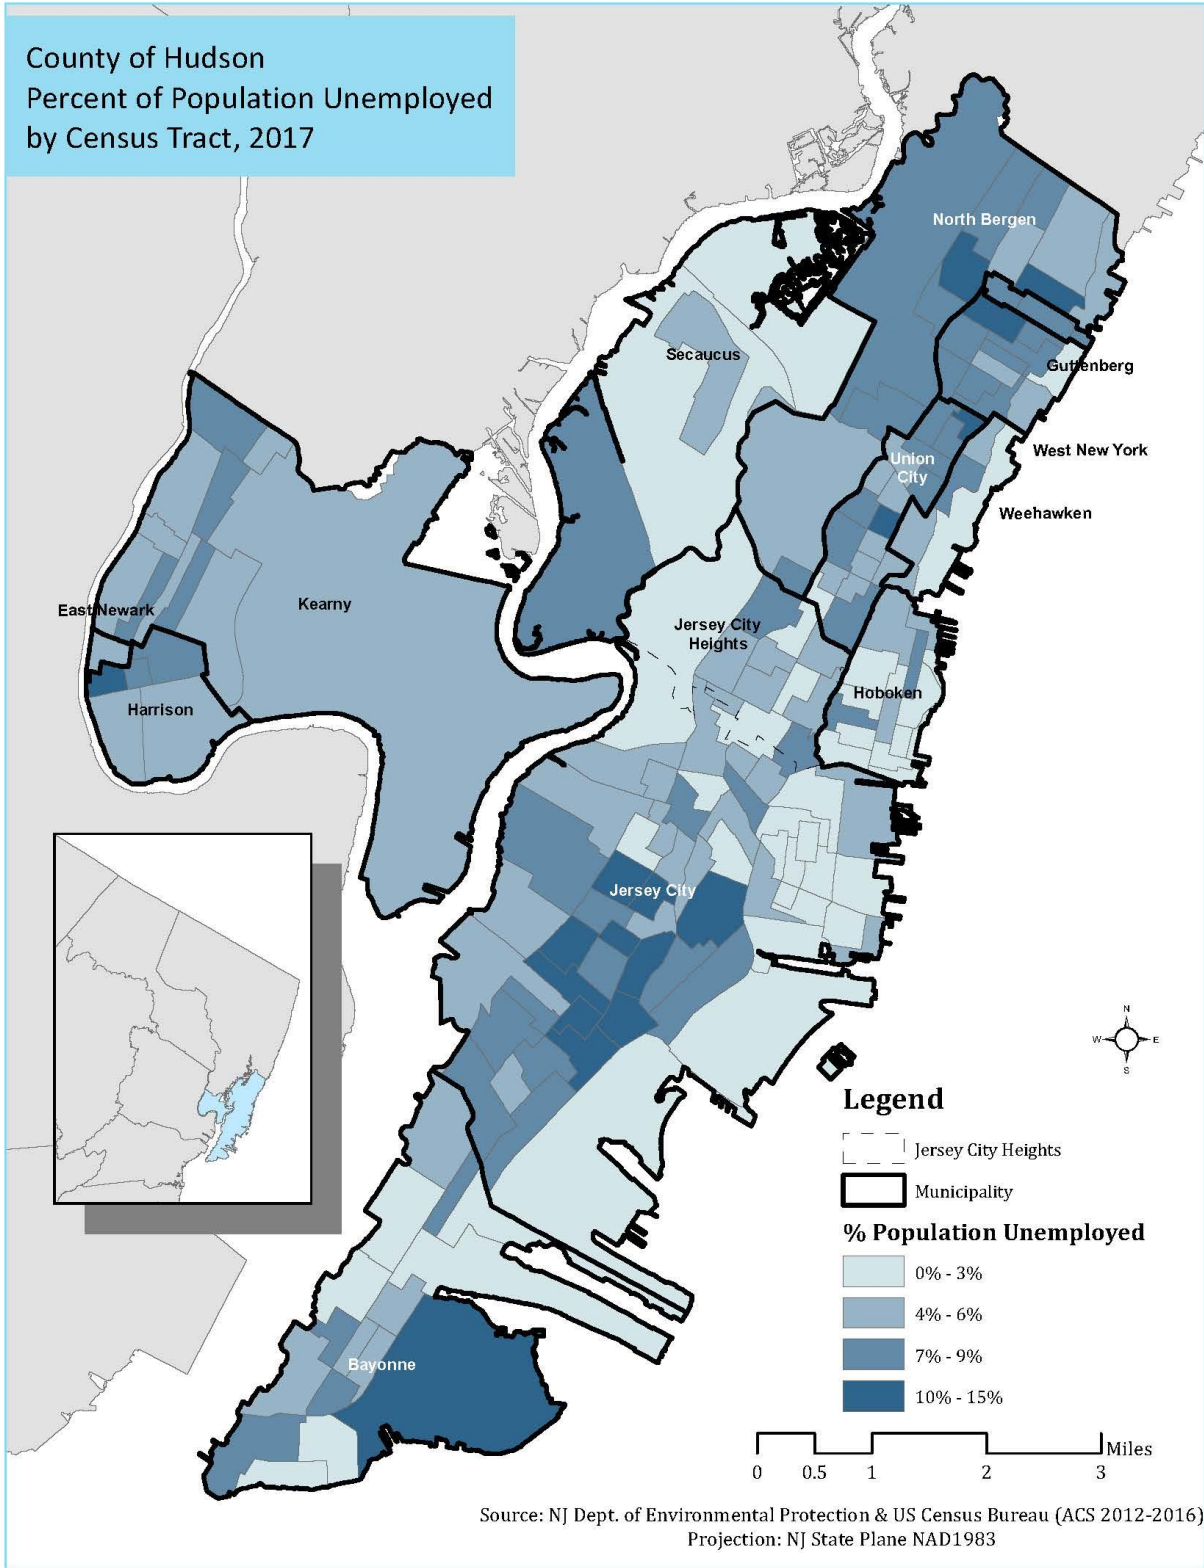 County of Hudson
Percent of Population Unemployed
by Census Tract, 2017
North Bergen
Secaucus
Guttenberg
West New York
Union
City
Weehawken
East Newark
Kearny
Jersey City
Heights
Hoboken
Harrison
Jersey City
Bayonne
N
W E
S
Legend
Jersey City Heights
Municipality
% Population Unemployed
0% - 3%
4% - 6%
7% - 9%
10% - 15%
Miles
0 0.5 1 2 3
Source: NJ Dept. of Environmental Protection & US Census Bureau (ACS 2012-2016)
Projection: NJ State Plane NAD1983